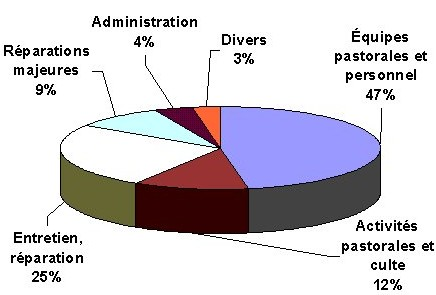 Administration
4%
Divers
3%
Équipes
pastorales et
personnel
47%
Réparations
majeures
9%
Entretien,
réparation
25%
Activités
pastorales et
culte
12%